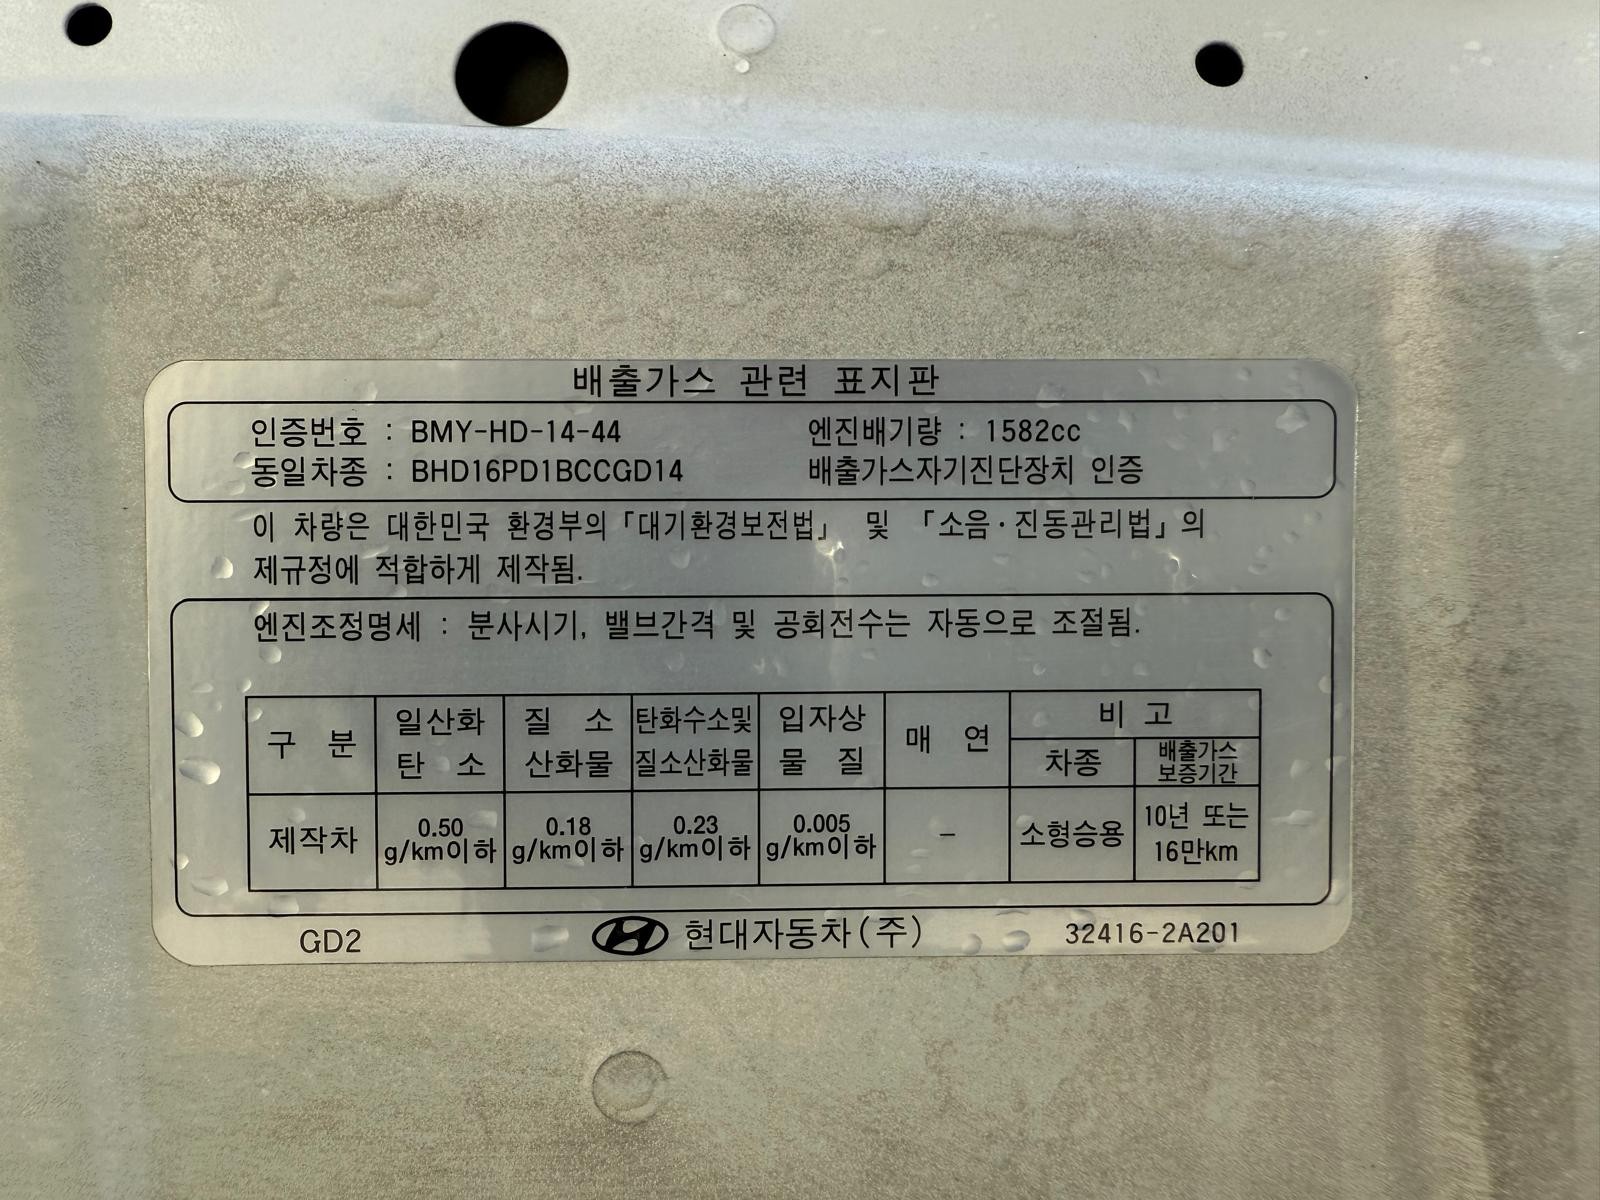 배출가스 관련 표지판
인증번호 : BMY-HD-14-44 엔진배기량 : 1582cc
동일차종 : BHD16PD1BCCGD14 배출가스자기진단장치 인증
이 차량은 대한민국 환경부의「대기환경보전법」 및 「소음·진동관리법」의
제규정에 적합하게 제작됨.
엔진조정명세 : 분사시기, 밸브간격 및 공회전수는 자동으로 조절됨.
구 분 일산화 탄 소 질 소 산화물 탄화수소및 질소산화물 입자상 물 질 매 연 비 고
차종 배출가스 보증기간
제작차 0.50 g/km이하 0.18 g/km이하 0.23 g/km이하 0.005 g/km이하 – 소형승용 10년 또는 16만km
GD2 현대자동차(주) 32416-2A201